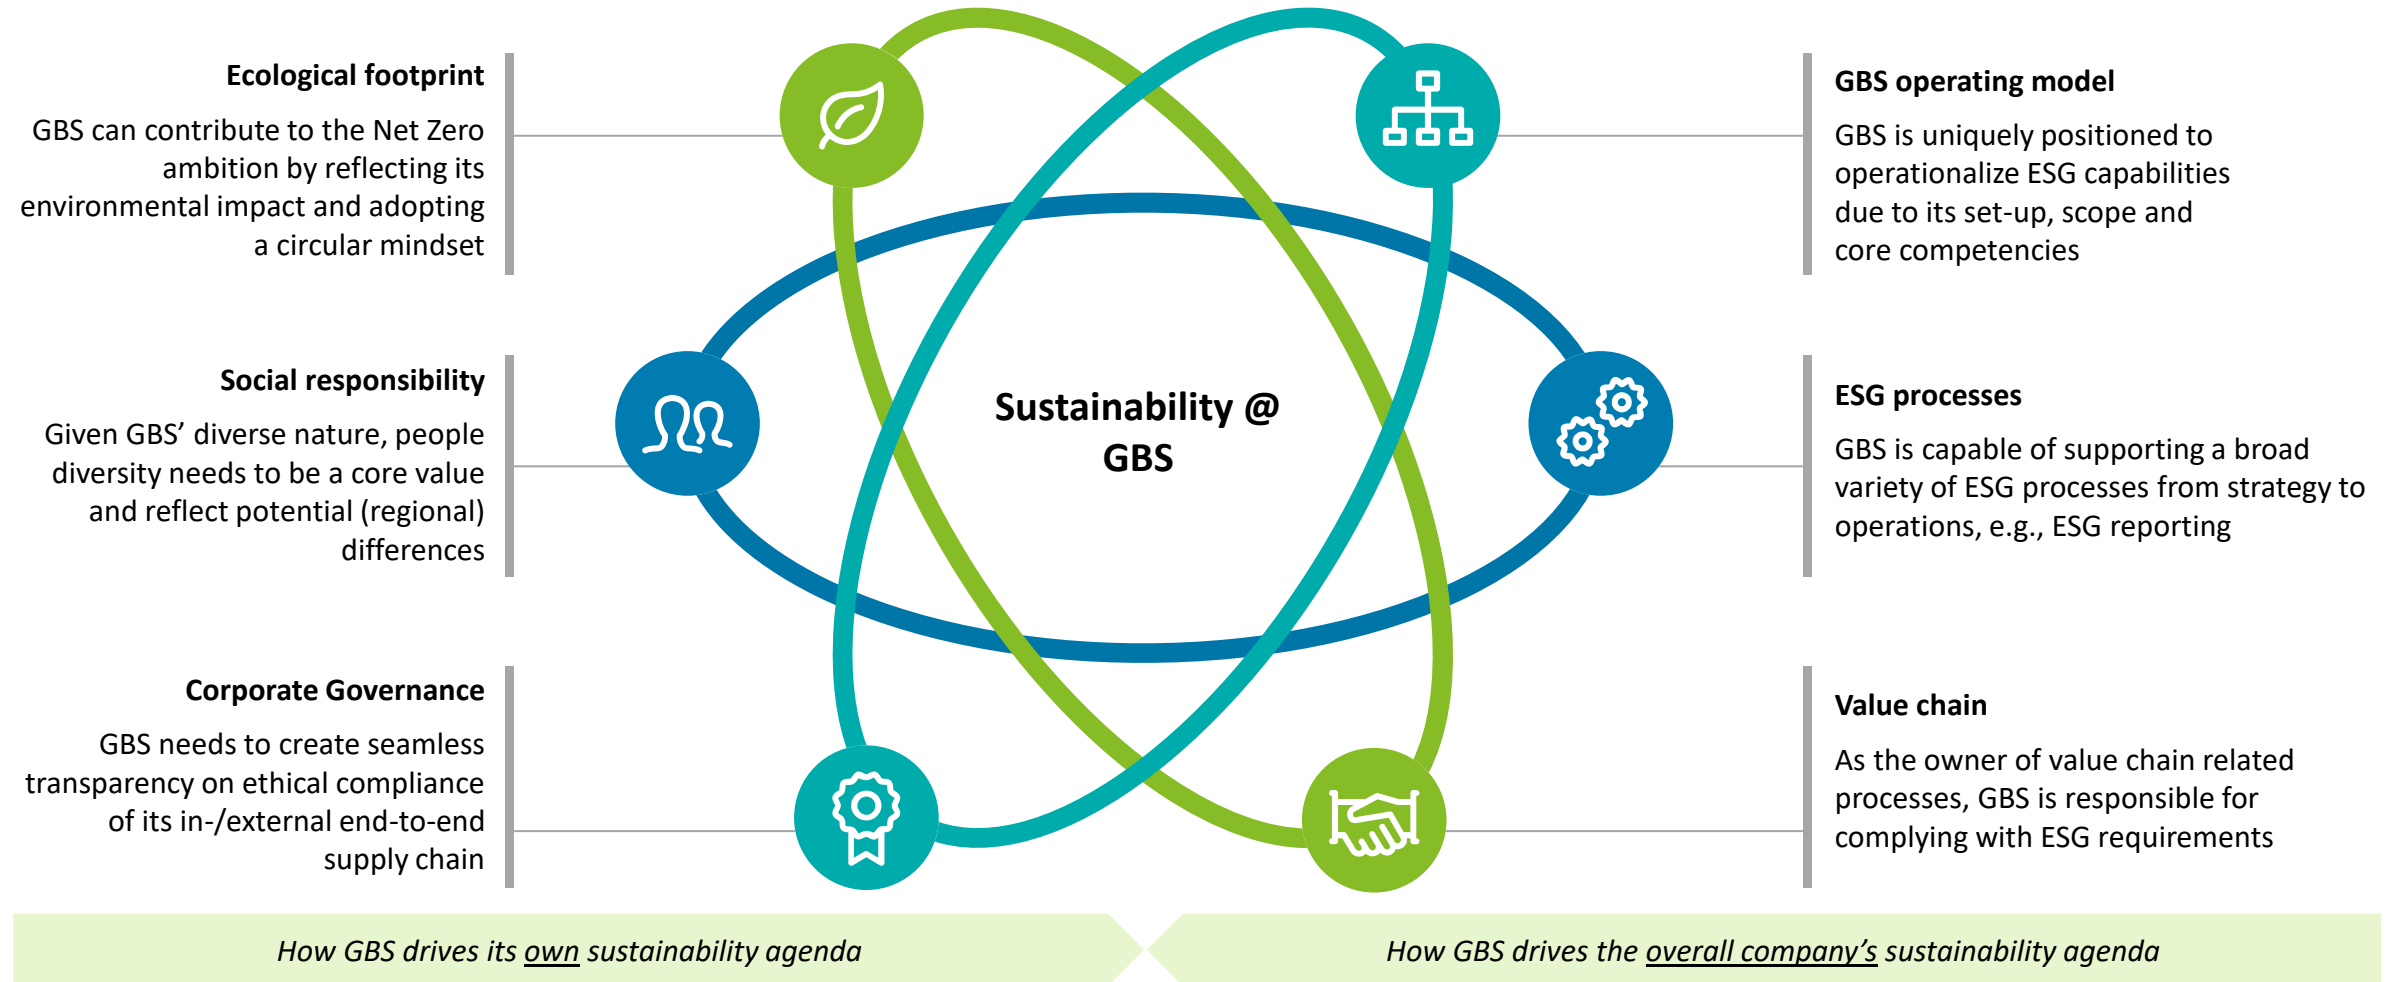 Ecological footprint
GBS can contribute to the Net Zero
ambition by reflecting its
environmental impact and adopting
a circular mindset
Social responsibility
Given GBS’ diverse nature, people
diversity needs to be a core value
and reflect potential (regional)
differences
Corporate Governance
GBS needs to create seamless
transparency on ethical compliance
of its in-/external end-to-end
supply chain
Sustainability @
GBS
GBS operating model
GBS is uniquely positioned to
operationalize ESG capabilities
due to its set-up, scope and
core competencies
ESG processes
GBS is capable of supporting a broad
variety of ESG processes from strategy to
operations, e.g., ESG reporting
Value chain
As the owner of value chain related
processes, GBS is responsible for
complying with ESG requirements
How GBS drives its own sustainability agenda
How GBS drives the overall company’s sustainability agenda